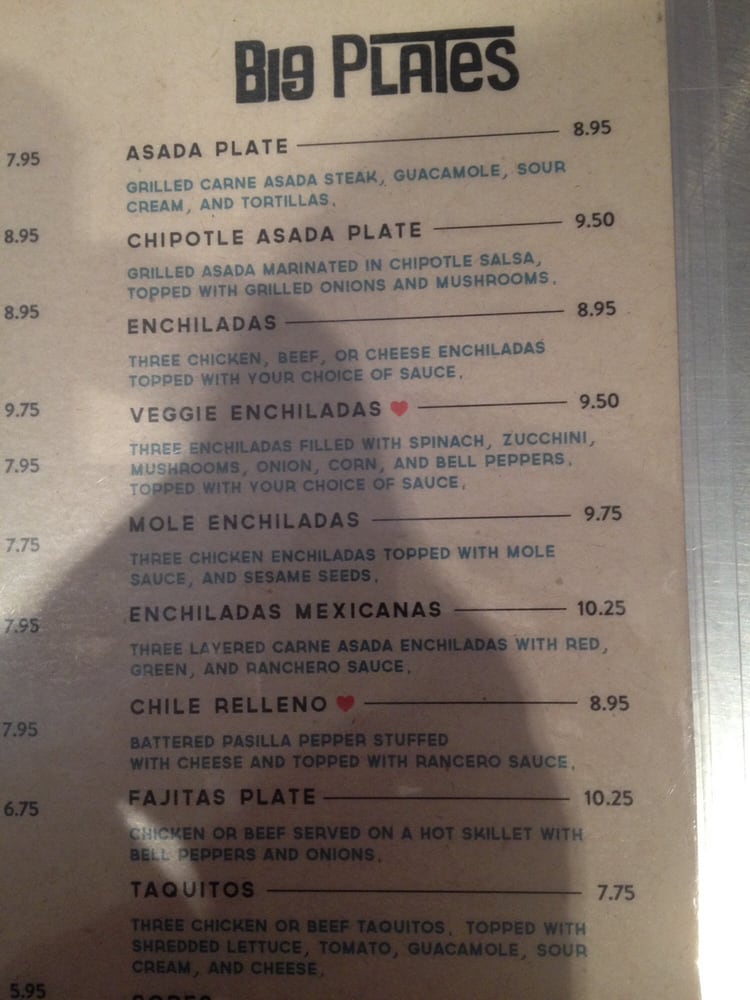 BIg PLATES
ASADA PLATE 8.95
GRILLED CARNE ASADA STEAK, GUACAMOLE, SOUR
CREAM, AND TORTILLAS.
CHIPOTLE ASADA PLATE 9.50
GRILLED ASADA MARINATED IN CHIPOTLE SALSA,
TOPPED WITH GRILLED ONIONS AND MUSHROOMS.
ENCHILADAS 8.95
THREE CHICKEN, BEEF, OR CHEESE ENCHILADAS
TOPPED WITH YOUR CHOICE OF SAUCE.
VEGGIE ENCHILADAS ♥ 9.50
THREE ENCHILADAS FILLED WITH SPINACH, ZUCCHINI,
MUSHROOMS, ONION, CORN, AND BELL PEPPERS.
TOPPED WITH YOUR CHOICE OF SAUCE.
MOLE ENCHILADAS 9.75
THREE CHICKEN ENCHILADAS TOPPED WITH MOLE
SAUCE, AND SESAME SEEDS.
ENCHILADAS MEXICANAS 10.25
THREE LAYERED CARNE ASADA ENCHILADAS WITH RED,
GREEN, AND RANCHERO SAUCE.
CHILE RELLENO ♥ 8.95
BATTERED PASILLA PEPPER STUFFED
WITH CHEESE AND TOPPED WITH RANCERO SAUCE.
FAJITAS PLATE 10.25
CHICKEN OR BEEF SERVED ON A HOT SKILLET WITH
BELL PEPPERS AND ONIONS.
TAQUITOS 7.75
THREE CHICKEN OR BEEF TAQUITOS. TOPPED WITH
SHREDDED LETTUCE, TOMATO, GUACAMOLE, SOUR
CREAM, AND CHEESE.
7.95
8.95
8.95
9.75
7.95
7.75
7.95
7.95
6.75
5.95